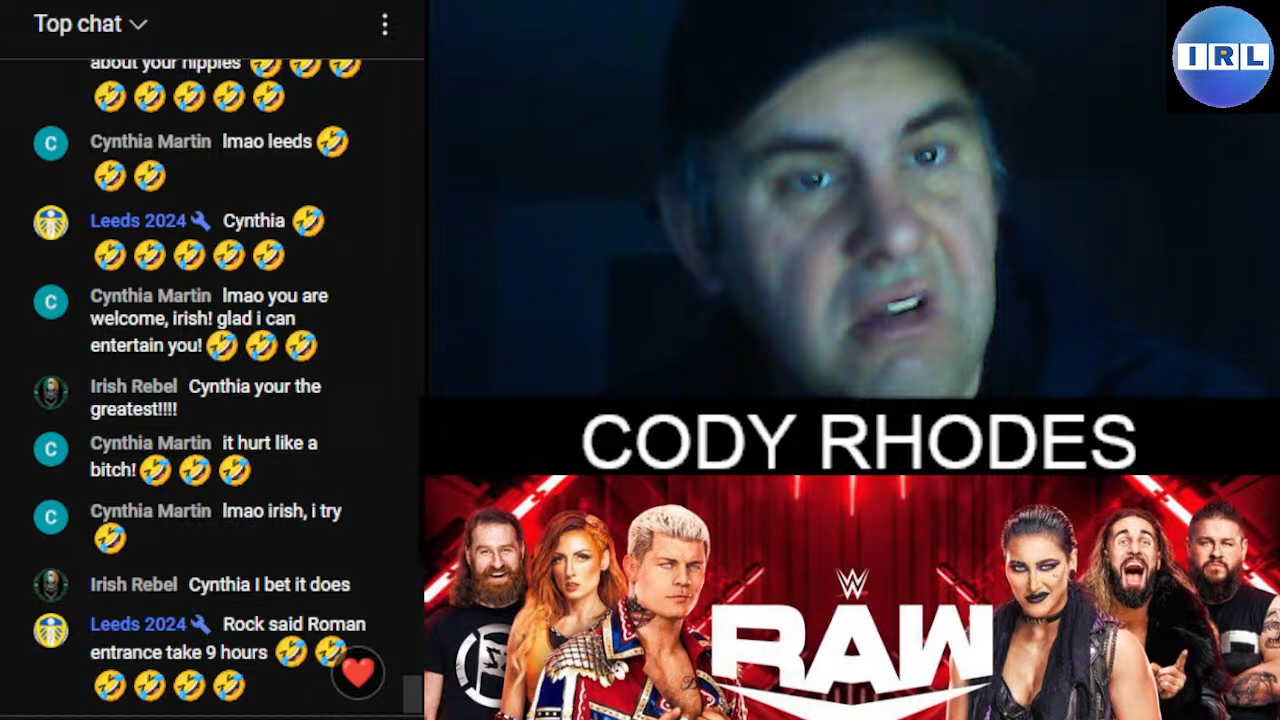 Top chat
about your nipples 🤣 🤣 🤣
🤣 🤣 🤣 🤣 🤣
C Cynthia Martin lmao leeds 🤣
🤣 🤣
Leeds 2024 Cynthia 🤣
🤣 🤣 🤣 🤣 🤣
C Cynthia Martin lmao you are
welcome, irish! glad i can
entertain you! 🤣 🤣 🤣
Irish Rebel Cynthia your the
greatest!!!!
C Cynthia Martin it hurt like a
bitch! 🤣 🤣 🤣
C Cynthia Martin lmao irish, i try
🤣
Irish Rebel Cynthia I bet it does
Leeds 2024 Rock said Roman
entrance take 9 hours 🤣 🤣
🤣 🤣 🤣 🤣
IRL
CODY RHODES
W
RAW